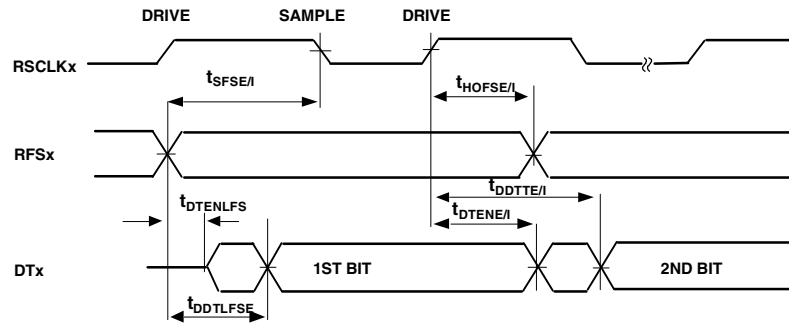 DRIVE SAMPLE DRIVE
RSCLKx
tSFSE/I
tHOFSE/I
RFSx
tDDTTE/I
tDTENLFS
tDTENE/I
DTx
1ST BIT
2ND BIT
tDDTLFSE